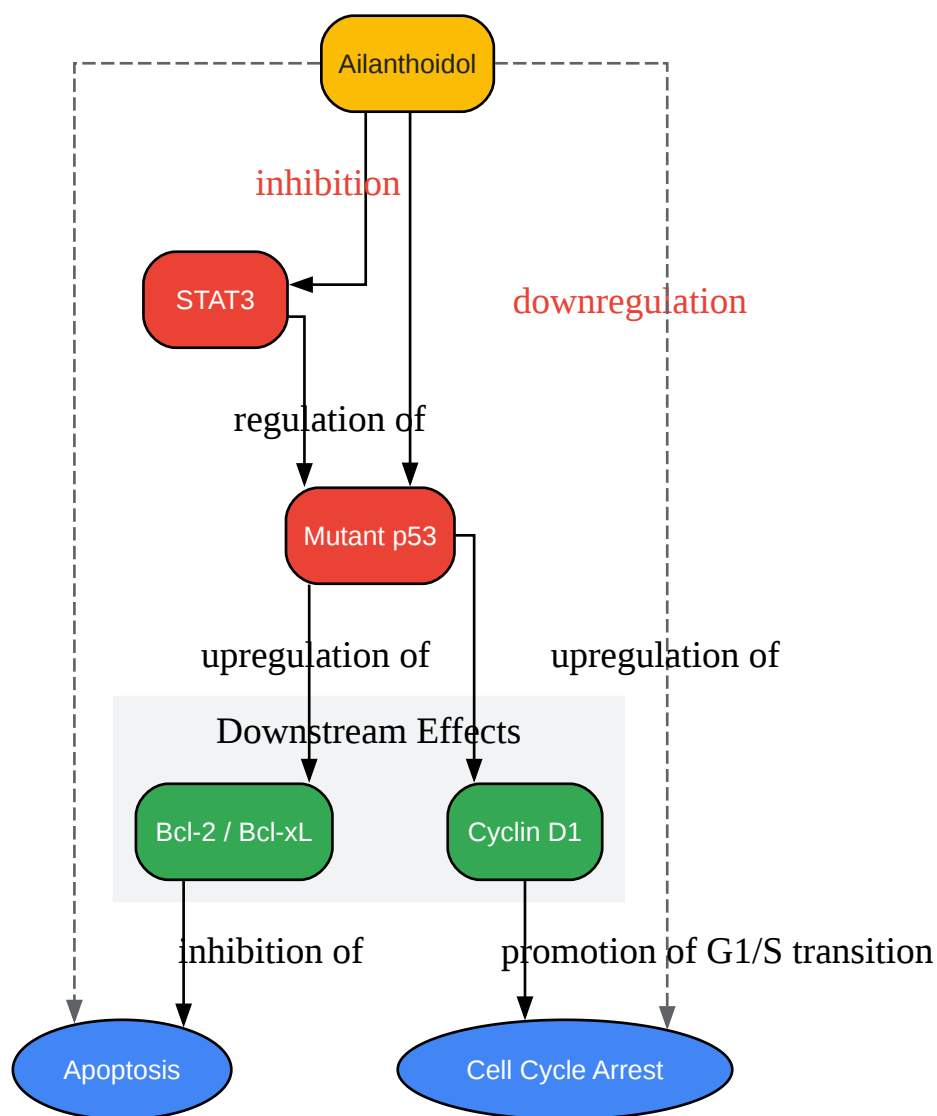 Ailanthoidol
inhibition
STAT3
downregulation
regulation of
Mutant p53
upregulation of
upregulation of
Downstream Effects
Bcl-2 / Bcl-xL
Cyclin D1
inhibition of
promotion of G1/S transition
Apoptosis
Cell Cycle Arrest